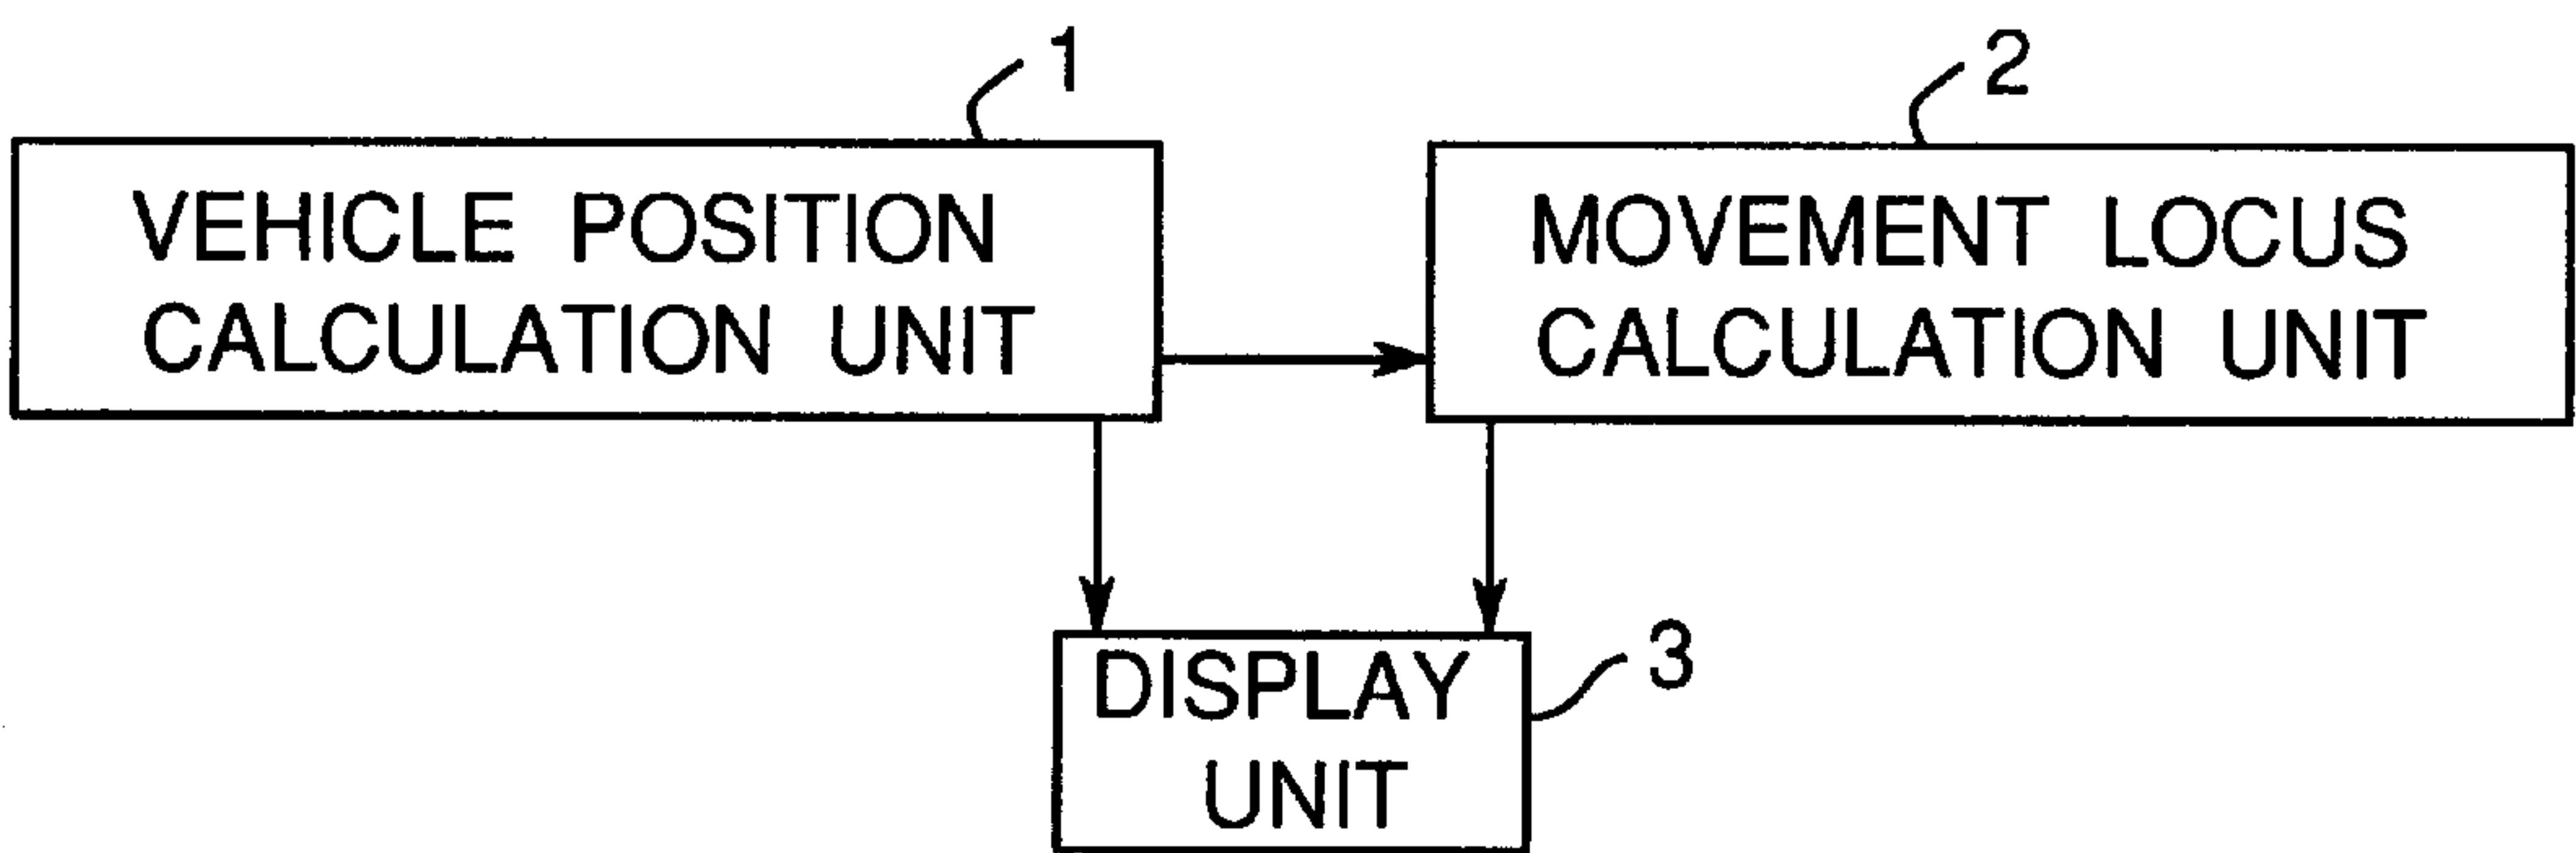 1
2
VEHICLE POSITION
CALCULATION UNIT
MOVEMENT LOCUS
CALCULATION UNIT
DISPLAY
UNIT
3